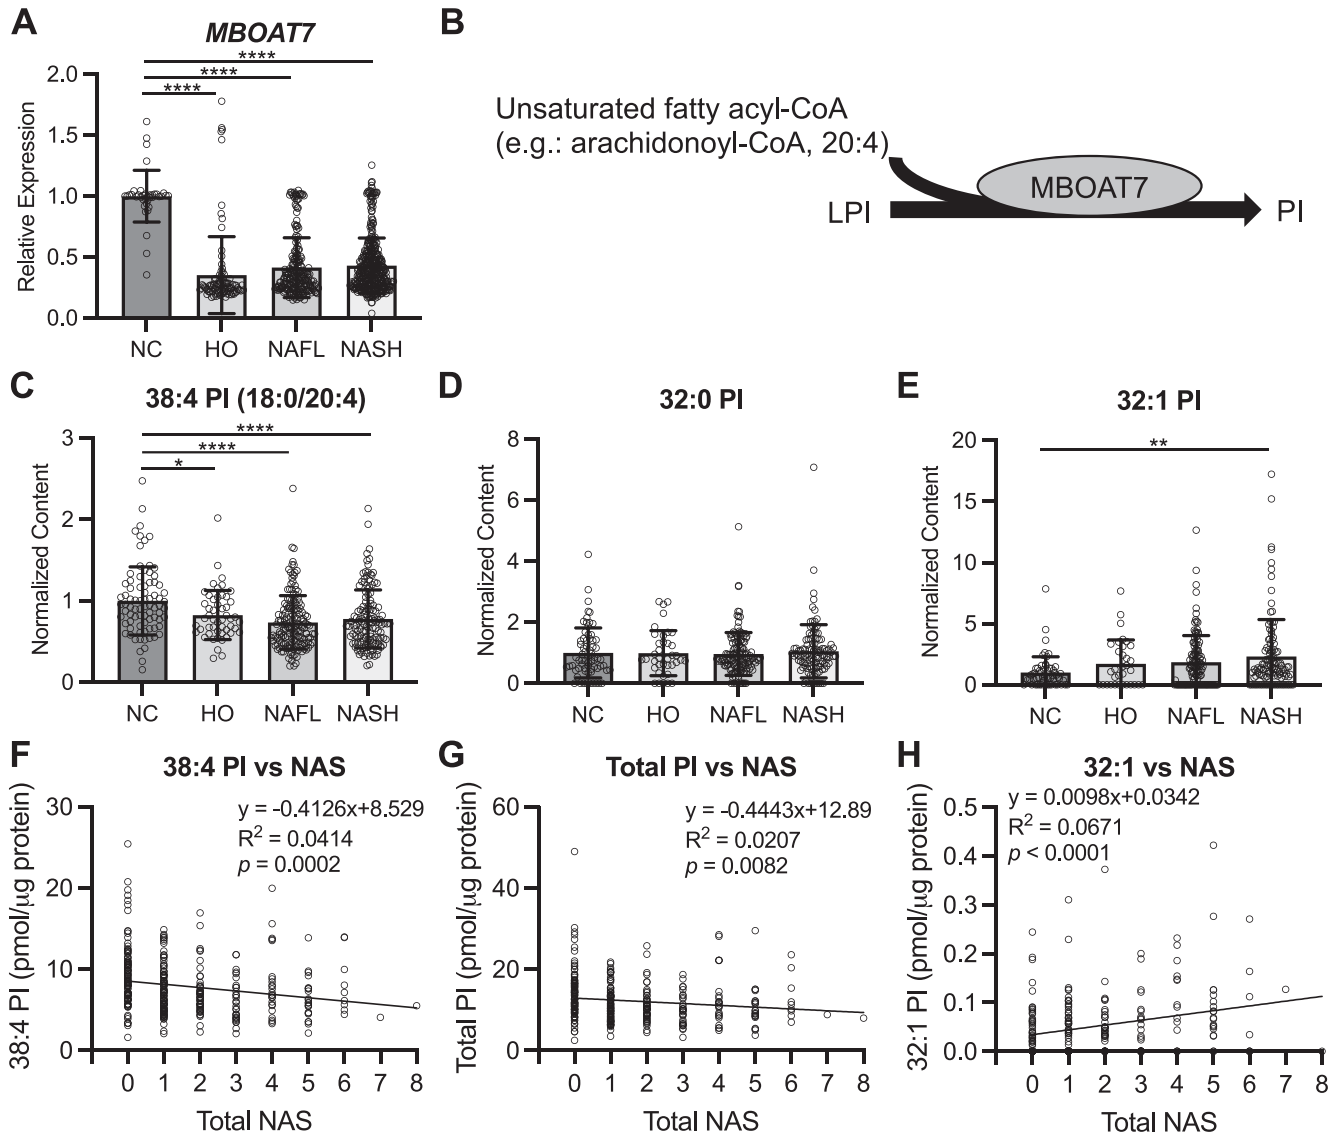 A
MBOAT7
****
****
****
Relative Expression
2.0
1.5
1.0
0.5
0.0
NC HO NAFL NASH
B
Unsaturated fatty acyl-CoA
(e.g.: arachidonoyl-CoA, 20:4)
LPI
MBOAT7
PI
C
38:4 PI (18:0/20:4)
****
****
*
Normalized Content
3
2
1
0
NC HO NAFL NASH
D
32:0 PI
Normalized Content
8
6
4
2
0
NC HO NAFL NASH
E
32:1 PI
**
Normalized Content
20
15
10
5
0
NC HO NAFL NASH
F
38:4 PI vs NAS
y = -0.4126x+8.529
R² = 0.0414
p = 0.0002
38:4 PI (pmol/μg protein)
30
20
10
0
0 1 2 3 4 5 6 7 8
Total NAS
G
Total PI vs NAS
y = -0.4443x+12.89
R² = 0.0207
p = 0.0082
Total PI (pmol/μg protein)
60
40
20
0
0 1 2 3 4 5 6 7 8
Total NAS
H
32:1 vs NAS
y = 0.0098x+0.0342
R² = 0.0671
p < 0.0001
32:1 PI (pmol/μg protein)
0.5
0.4
0.3
0.2
0.1
0.0
0 1 2 3 4 5 6 7 8
Total NAS